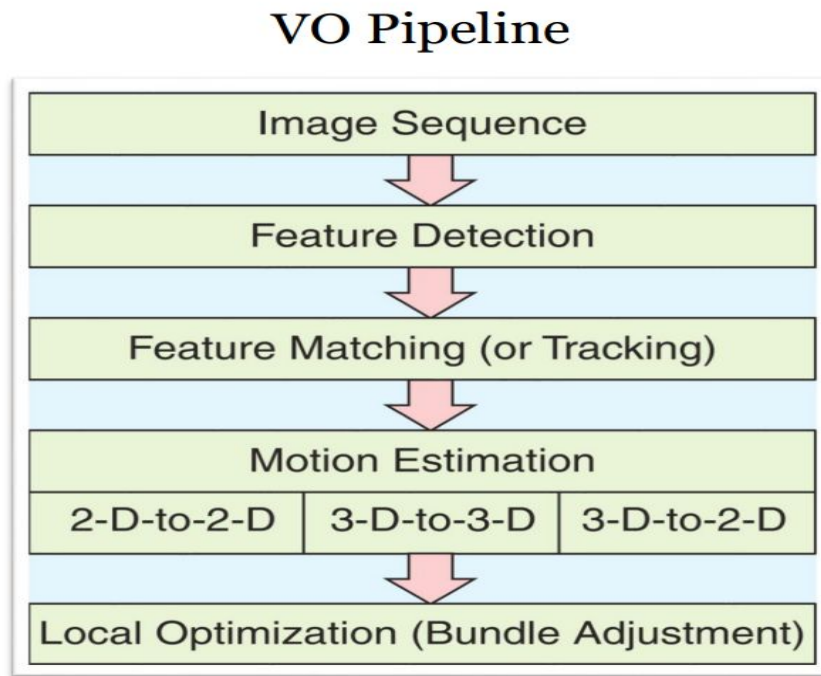 VO Pipeline
Image Sequence
Feature Detection
Feature Matching (or Tracking)
Motion Estimation
2-D-to-2-D
3-D-to-3-D
3-D-to-2-D
Local Optimization (Bundle Adjustment)